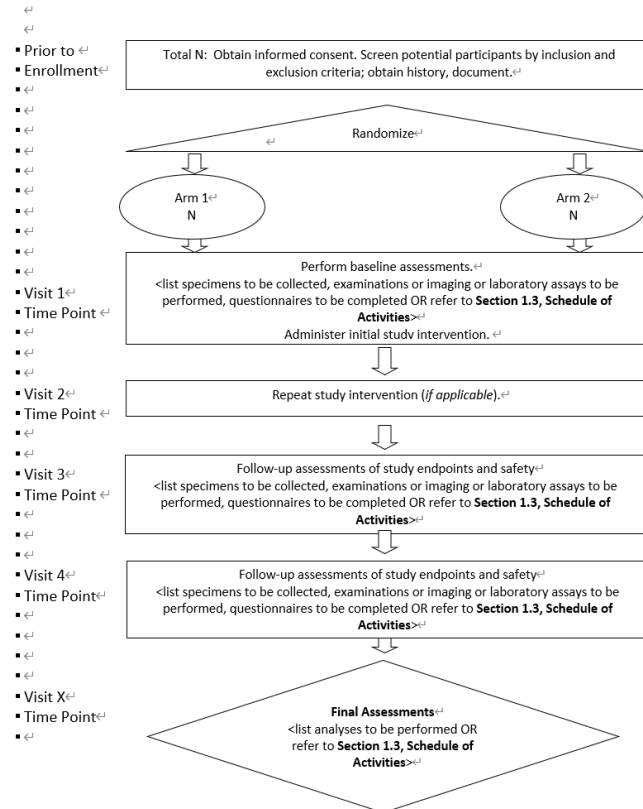 Prior to
Enrollment
Total N: Obtain informed consent. Screen potential participants by inclusion and
exclusion criteria; obtain history, document.
Randomize
Arm 1
N
Arm 2
N
Visit 1
Time Point
Perform baseline assessments.
<list specimens to be collected, examinations or imaging or laboratory assays to be
performed, questionnaires to be completed OR refer to Section 1.3, Schedule of
Activities>
Administer initial study intervention.
Visit 2
Time Point
Repeat study intervention (if applicable).
Visit 3
Time Point
Follow-up assessments of study endpoints and safety
<list specimens to be collected, examinations or imaging or laboratory assays to be
performed, questionnaires to be completed OR refer to Section 1.3, Schedule of
Activities>
Visit 4
Time Point
Follow-up assessments of study endpoints and safety
<list specimens to be collected, examinations or imaging or laboratory assays to be
performed, questionnaires to be completed OR refer to Section 1.3, Schedule of
Activities>
Visit X
Time Point
Final Assessments
<list analyses to be performed OR
refer to Section 1.3, Schedule of
Activities>